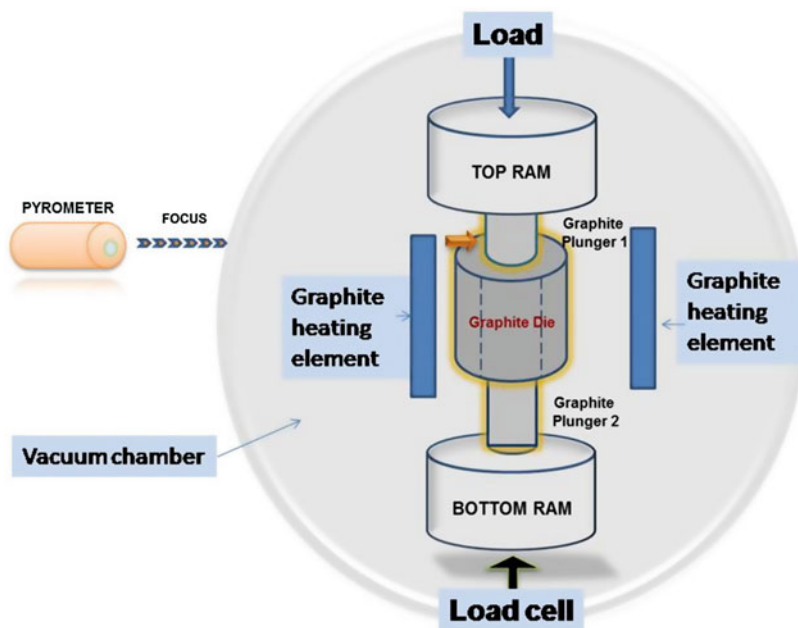 Load
TOP RAM
PYROMETER
FOCUS
Graphite
Plunger 1
Graphite
heating
element
Graphite Die
Graphite
heating
element
Graphite
Plunger 2
Vacuum chamber
BOTTOM RAM
Load cell